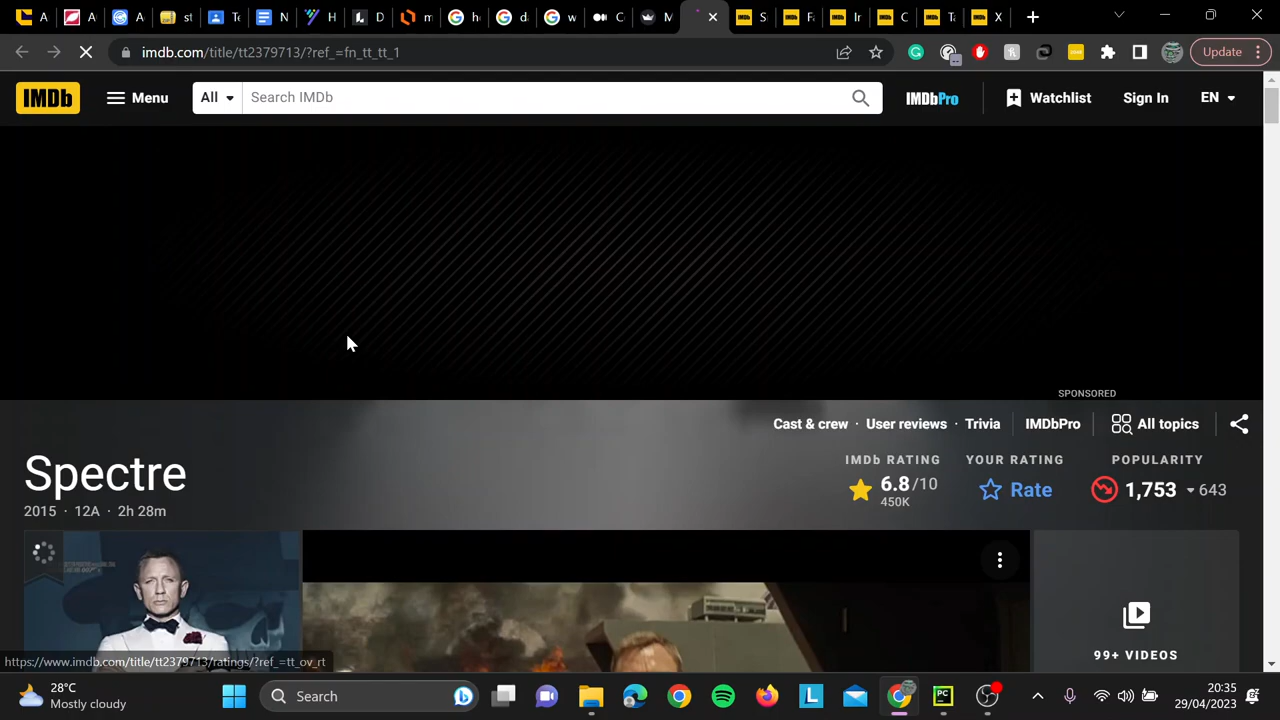 A
A
A
st
Te
N
H
D
m
h
d
w
C
M
S
F
Ir
C
T
X
imdb.com/title/tt2379713/?ref_=fn_tt_tt_1
Update
IMDb
Menu
All
Search IMDb
IMDbPro
Watchlist
Sign In
EN
SPONSORED
Cast & crew · User reviews · Trivia
IMDbPro
All topics
Spectre
2015 · 12A · 2h 28m
IMDb RATING
6.8/10
450K
YOUR RATING
Rate
POPULARITY
1,753
643
99+ VIDEOS
https://www.imdb.com/title/tt2379713/ratings/?ref_=tt_ov_rt
28°C
Mostly cloudy
Search
20:35
29/04/2023